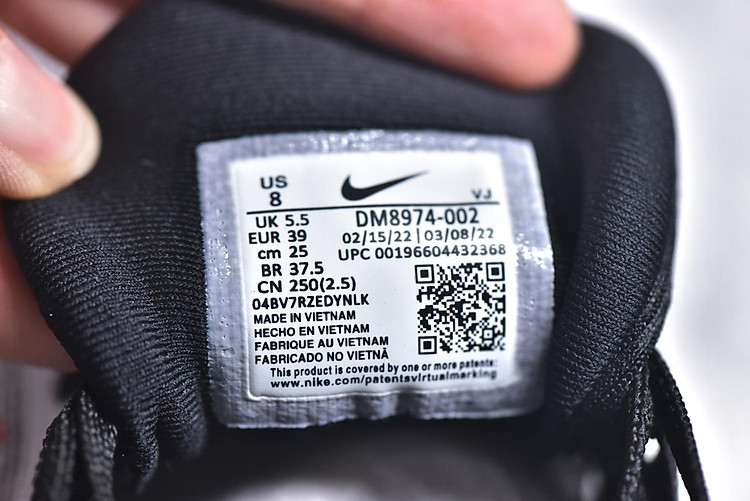 US
8
VJ
UK 5.5
EUR 39
cm 25
BR 37.5
CN 250(2.5)
DM8974-002
02/15/22 | 03/08/22
UPC 00196604432368
04BV7RZEDYNLK
MADE IN VIETNAM
HECHO EN VIETNAM
FABRIQUE AU VIETNAM
FABRICADO NO VIETNÃ
This product is covered by one or more patents:
www.nike.com/patentsvirtualmarking